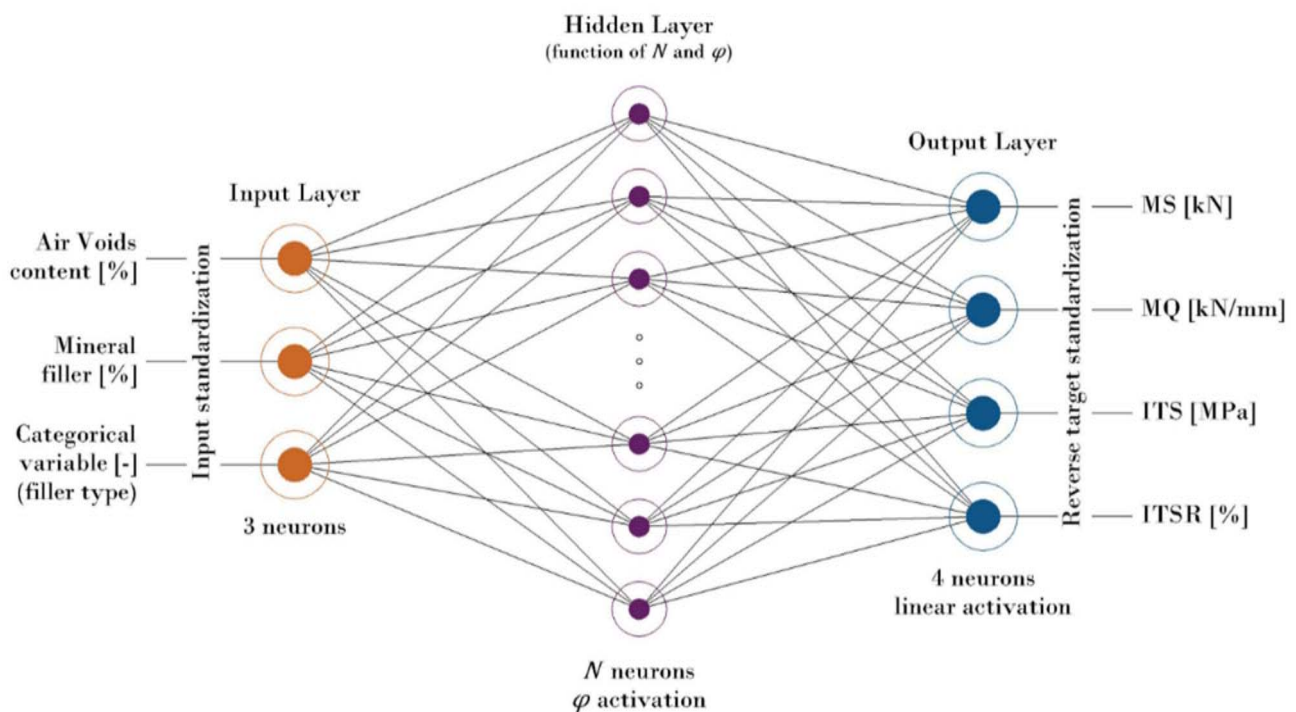 Hidden Layer
(function of N and φ)
Input Layer
Output Layer
Air Voids
content [%]
Mineral
filler [%]
Categorical
variable [-]
(filler type)
Input standardization
3 neurons
N neurons
φ activation
4 neurons
linear activation
Reverse target standardization
MS [kN]
MQ [kN/mm]
ITS [MPa]
ITSR [%]